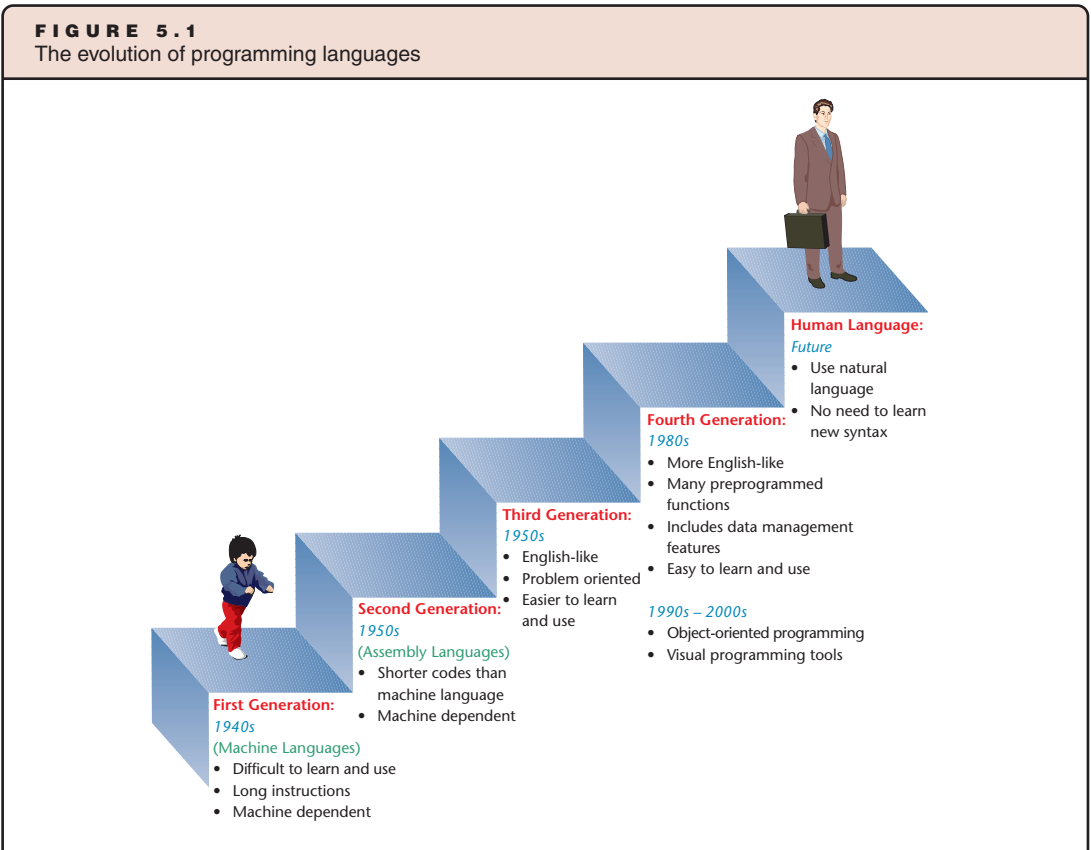 FIGURE 5.1
The evolution of programming languages
First Generation:
1940s
(Machine Languages)
• Difficult to learn and use
• Long instructions
• Machine dependent
Second Generation:
1950s
(Assembly Languages)
• Shorter codes than
machine language
• Machine dependent
Third Generation:
1950s
• English-like
• Problem oriented
• Easier to learn
and use
Fourth Generation:
1980s
• More English-like
• Many preprogrammed
functions
• Includes data management
features
• Easy to learn and use
1990s – 2000s
• Object-oriented programming
• Visual programming tools
Human Language:
Future
• Use natural
language
• No need to learn
new syntax